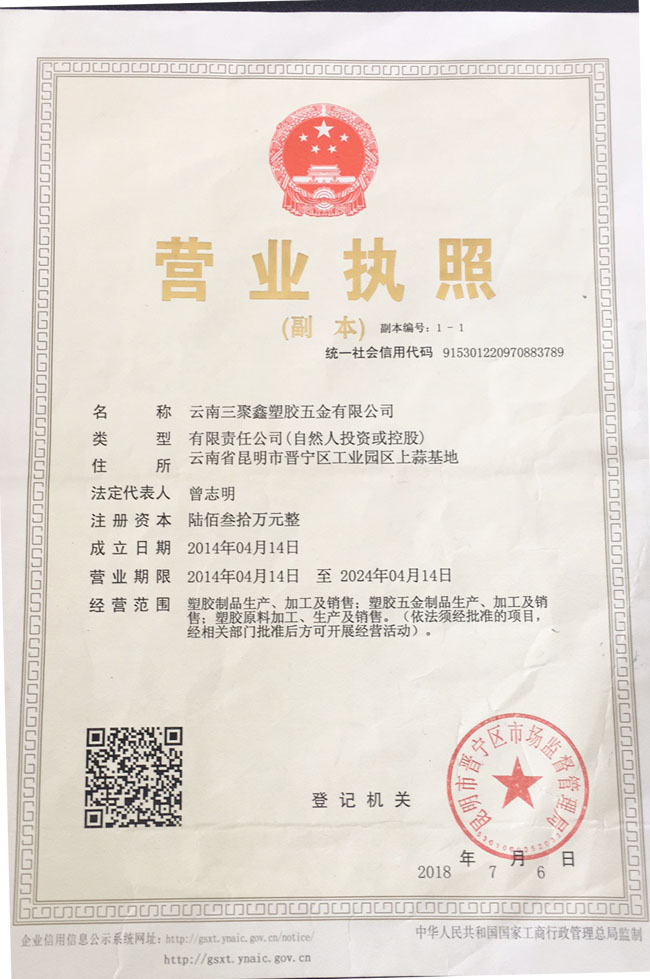 营业执照
(副 本) 副本编号：1-1
统一社会信用代码 915301220970883789
名 称 云南三聚鑫塑胶五金有限公司
类 型 有限责任公司(自然人投资或控股)
住 所 云南省昆明市晋宁区工业园区上蒜基地
法定代表人 曾志明
注册资本 陆佰叁拾万元整
成立日期 2014年04月14日
营业期限 2014年04月14日 至 2024年04月14日
经营范围 塑胶制品生产、加工及销售；塑胶五金制品生产、加工及销
售；塑胶原料加工、生产及销售。（依法须经批准的项目，
经相关部门批准后方可开展经营活动）。
昆明市晋宁区市场监督管理局
登记机关
2018 年 7 月 6 日
企业信用信息公示系统网址：http://gsxt.ynaic.gov.cn/notice/
http://gsxt.ynaic.gov.cn
中华人民共和国国家工商行政管理总局监制